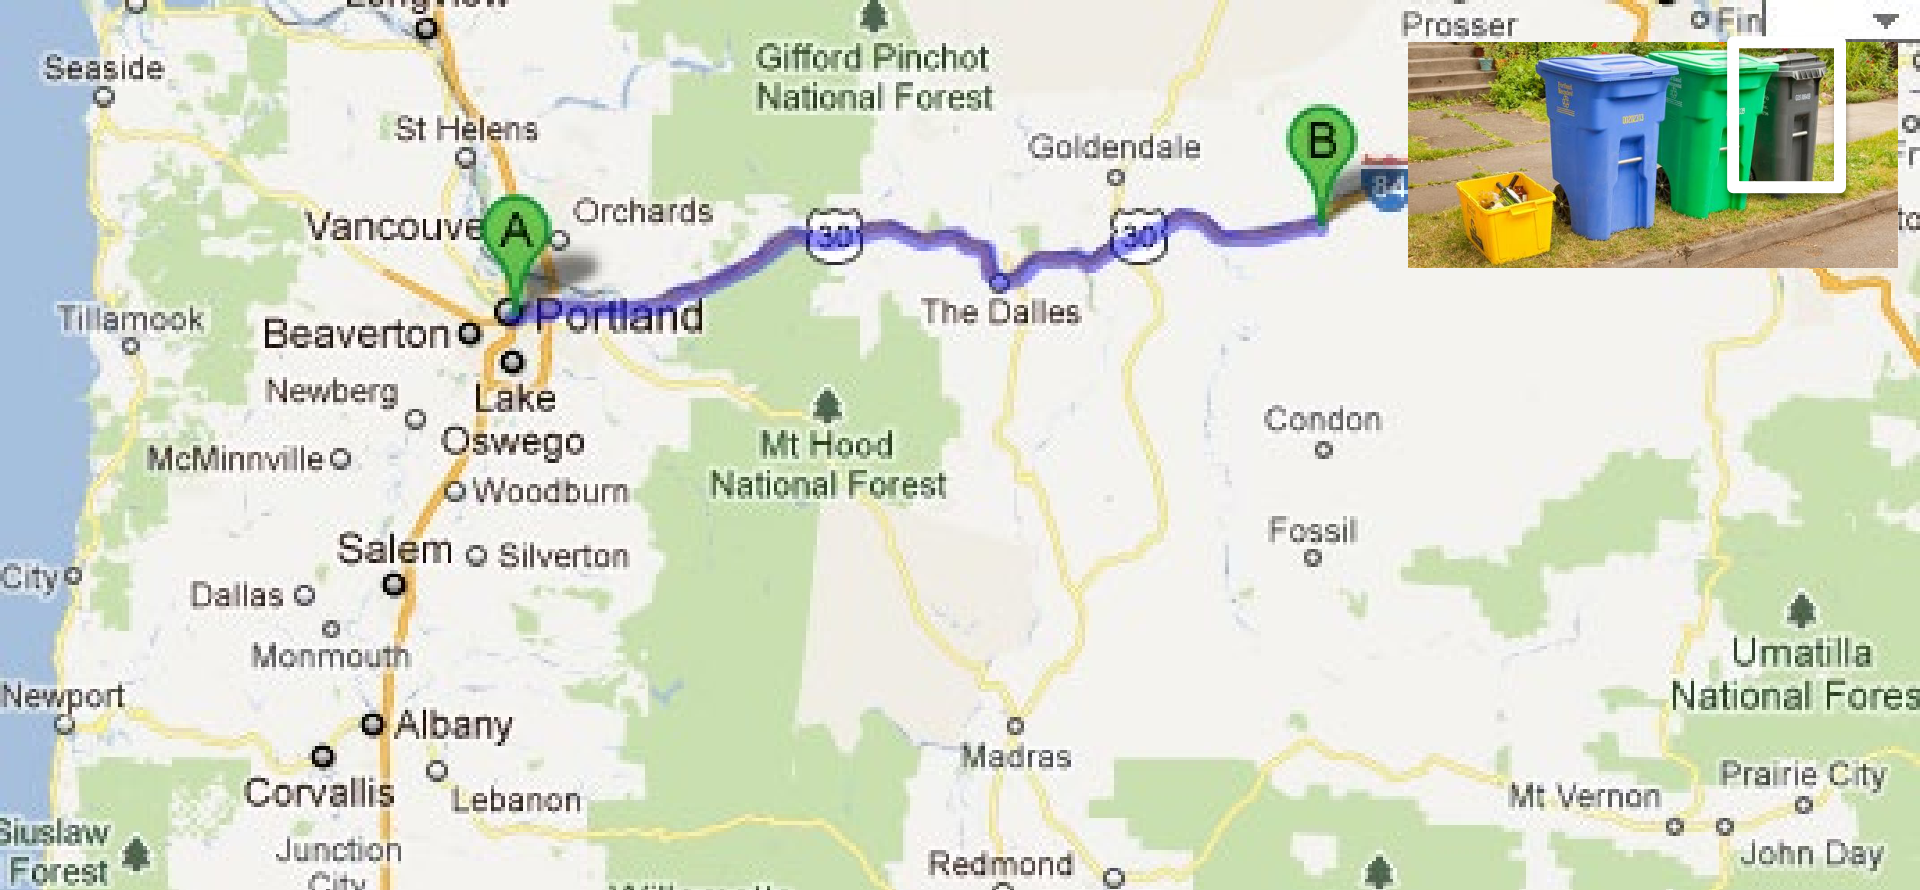 Longview
Prosser
Fin
Seaside
Gifford Pinchot
National Forest
St Helens
Goldendale
B
84
Vancouve
A
Orchards
30
30
Tillamook
Beaverton
Portland
The Dalles
Newberg
Lake
Oswego
McMinnville
Mt Hood
National Forest
Condon
Woodburn
Fossil
Salem
Silverton
City
Dallas
Monmouth
Umatilla
National Fores
Newport
Albany
Madras
Corvallis
Lebanon
Prairie City
Mt Vernon
Siuslaw
Forest
Junction
City
John Day
Redmond